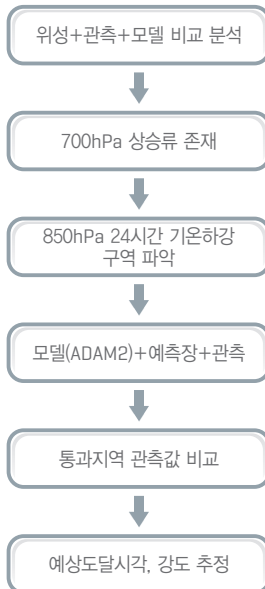 위성+관측+모델 비교 분석
700hPa 상승류 존재
850hPa 24시간 기온하강
구역 파악
모델(ADAM2)+예측장+관측
통과지역 관측값 비교
예상도달시각, 강도 추정